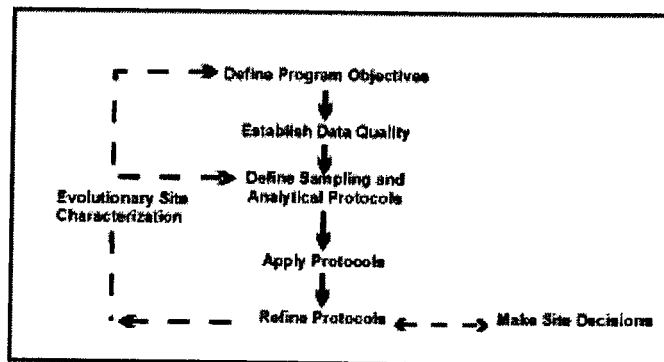 Define Program Objectives
Establish Data Quality
Define Sampling and
Analytical Protocols
Evolutionary Site
Characterization
Apply Protocols
Refine Protocols
Make Site Decisions